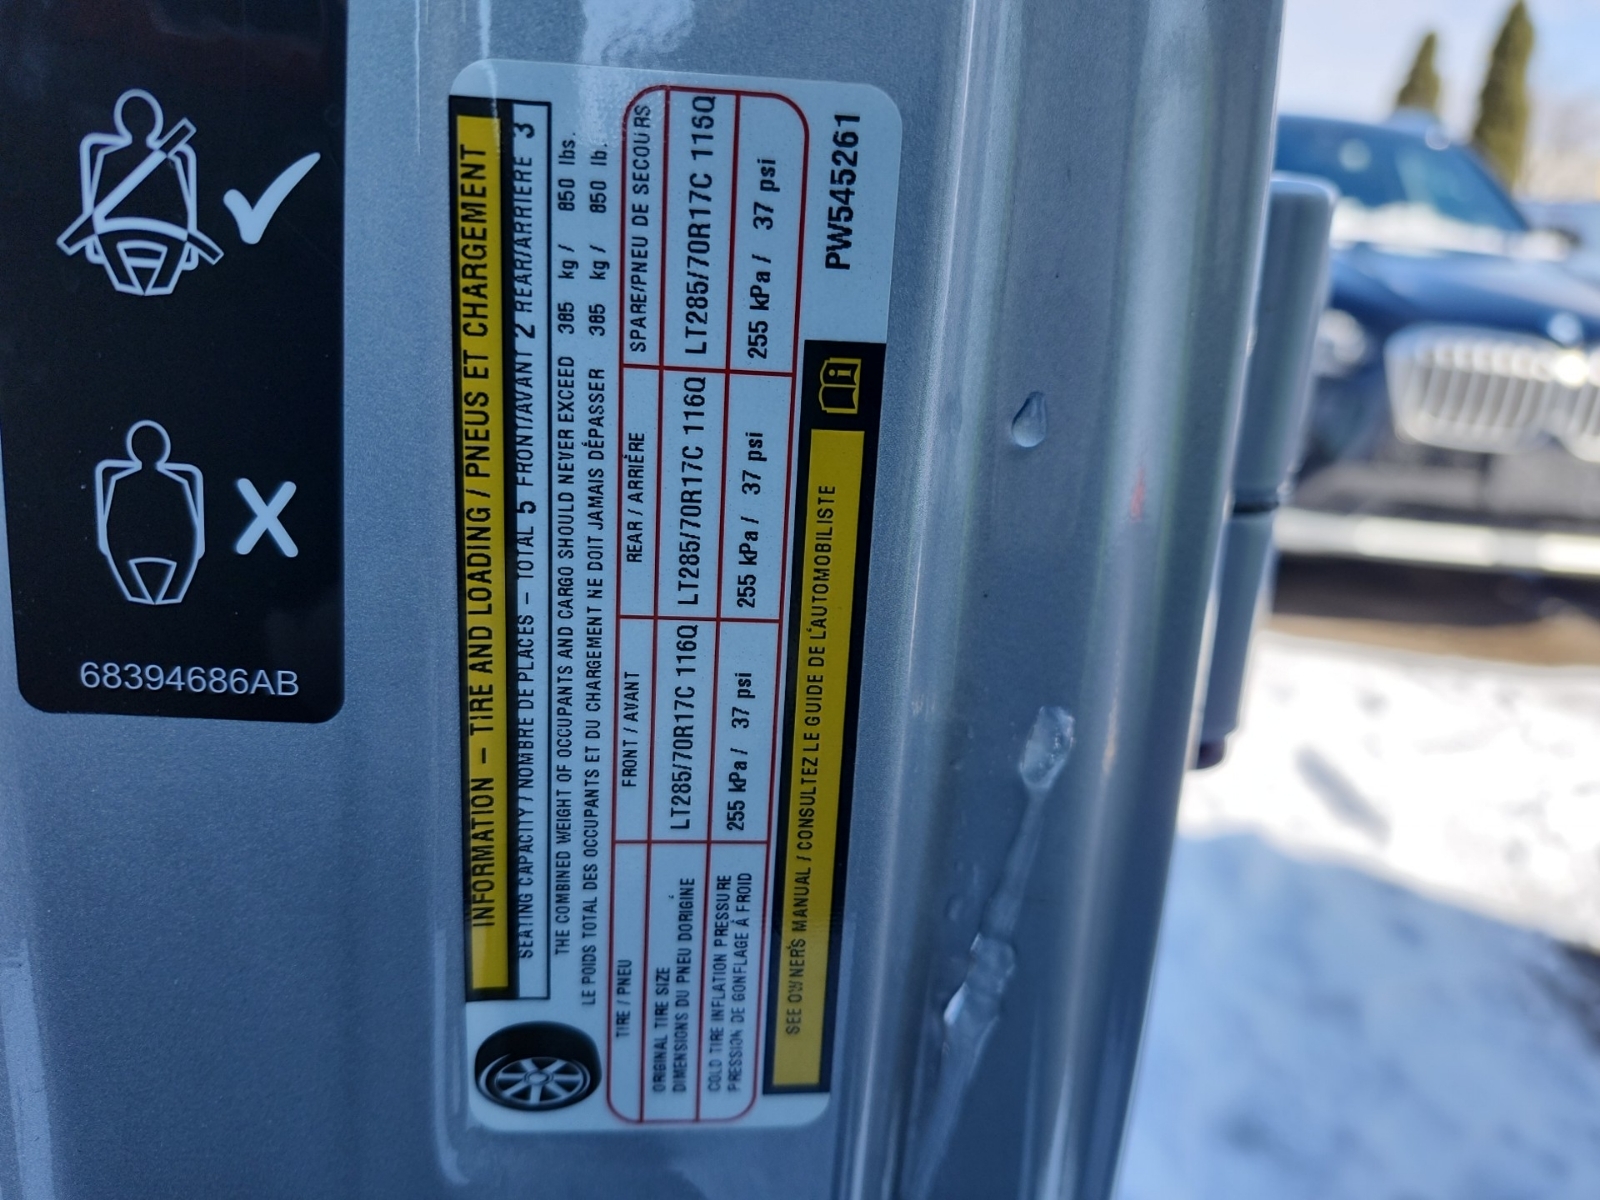 68394686AB
INFORMATION – TIRE AND LOADING / PNEUS ET CHARGEMENT
SEATING CAPACITY / NOMBRE DE PLACES – TOTAL 5 FRONT/AVANT 2 REAR/ARRIERE 3
THE COMBINED WEIGHT OF OCCUPANTS AND CARGO SHOULD NEVER EXCEED 385 kg / 850 lbs.
LE POIDS TOTAL DES OCCUPANTS ET DU CHARGEMENT NE DOIT JAMAIS DÉPASSER 385 kg / 850 lb.
TIRE / PNEU FRONT / AVANT REAR / ARRIÉRE SPARE/PNEU DE SECOURS
ORIGINAL TIRE SIZE
DIMENSIONS DU PNEU DORIGINE
LT285/70R17C 116Q LT285/70R17C 116Q LT285/70R17C 116Q
COLD TIRE INFLATION PRESSURE
PRESSION DE GONFLAGE À FROID
255 kPa / 37 psi 255 kPa / 37 psi 255 kPa / 37 psi
SEE OWNER'S MANUAL / CONSULTEZ LE GUIDE DE L'AUTOMOBILISTE
PW545261